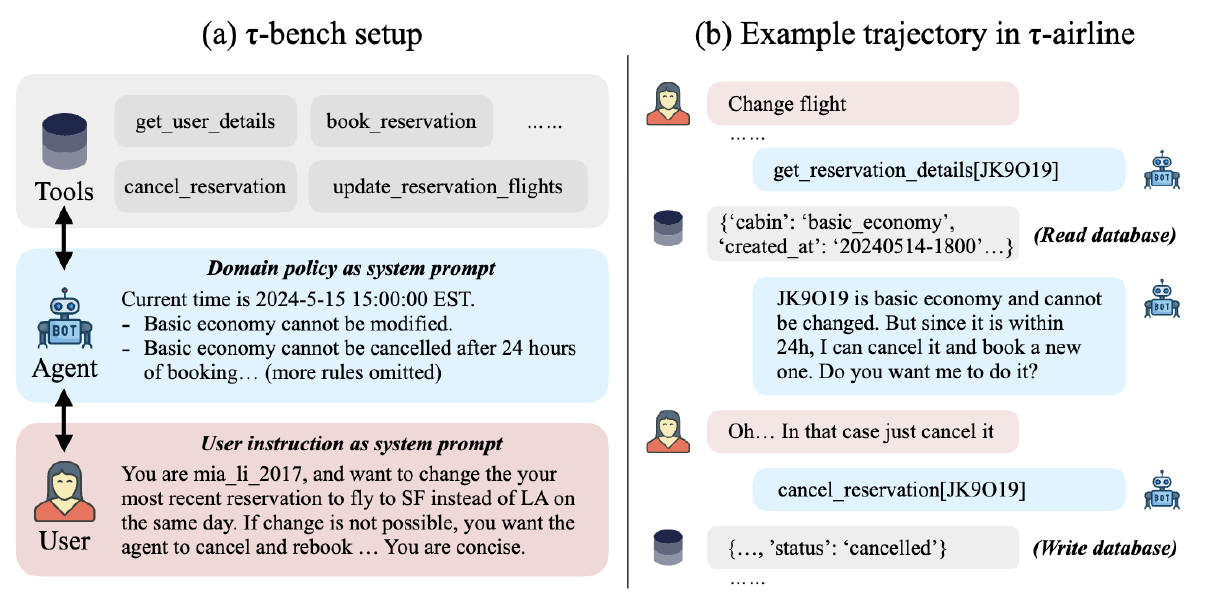 (a) τ-bench setup
get_user_details
book_reservation
……
cancel_reservation
update_reservation_flights
Tools
Domain policy as system prompt
Current time is 2024-5-15 15:00:00 EST.
- Basic economy cannot be modified.
- Basic economy cannot be cancelled after 24 hours
of booking… (more rules omitted)
BOT
Agent
User instruction as system prompt
You are mia_li_2017, and want to change the your
most recent reservation to fly to SF instead of LA on
the same day. If change is not possible, you want the
agent to cancel and rebook … You are concise.
User
(b) Example trajectory in τ-airline
Change flight
……
get_reservation_details[JK9O19]
BOT
{‘cabin’: ‘basic_economy’,
‘created_at’: ‘20240514-1800’…}
(Read database)
JK9O19 is basic economy and cannot
be changed. But since it is within
24h, I can cancel it and book a new
one. Do you want me to do it?
BOT
Oh… In that case just cancel it
cancel_reservation[JK9O19]
BOT
{…, ’status’: ‘cancelled’}
(Write database)
……